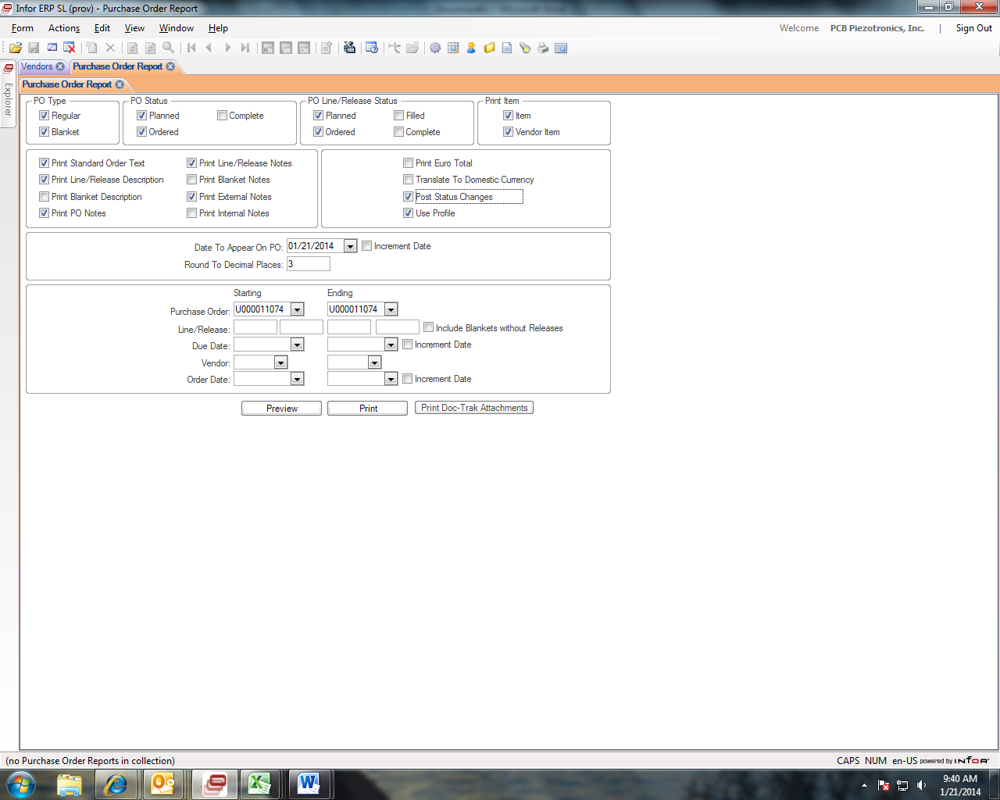 Infor ERP SL (prov) - Purchase Order Report
Form Actions Edit View Window Help
Welcome PCB Piezotronics, Inc. | Sign Out
Vendors Purchase Order Report
Purchase Order Report
Explorer
PO Type PO Status PO Line/Release Status Print Item
Regular Planned Complete Planned Filled Item
Blanket Ordered Ordered Complete Vendor Item
Print Standard Order Text Print Line/Release Notes Print Euro Total
Print Line/Release Description Print Blanket Notes Translate To Domestic Currency
Print Blanket Description Print External Notes Post Status Changes
Print PO Notes Print Internal Notes Use Profile
Date To Appear On PO: 01/21/2014 Increment Date
Round To Decimal Places: 3
Starting Ending
Purchase Order: U000011074 U000011074
Line/Release: Include Blankets without Releases
Due Date: Increment Date
Vendor:
Order Date: Increment Date
Preview Print Print Doc-Trak Attachments
(no Purchase Order Reports in collection) CAPS NUM en-US powered by INFOR
9:40 AM
1/21/2014